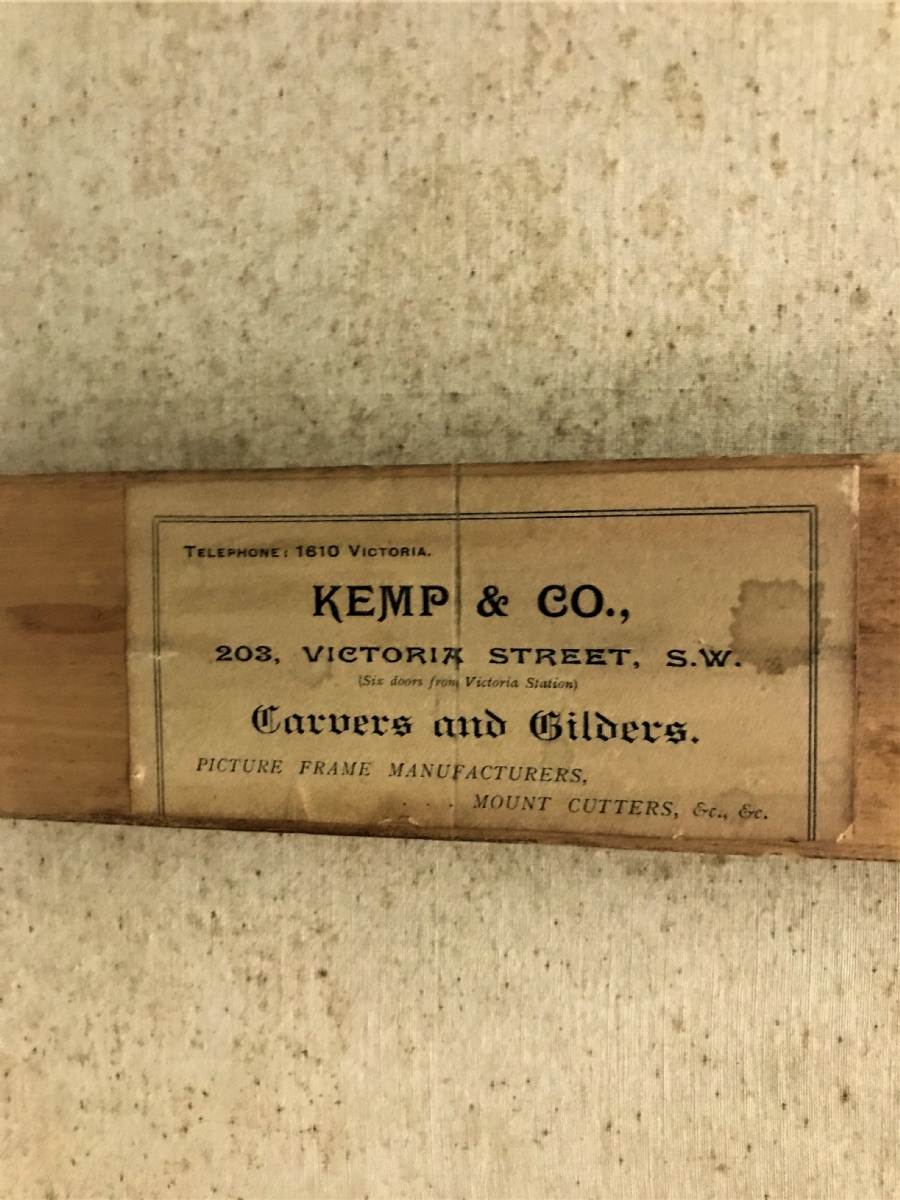 TELEPHONE: 1610 VICTORIA.
KEMP & CO.,
203, VICTORIA STREET, S.W.
(Six doors from Victoria Station)
Carvers and Gilders.
PICTURE FRAME MANUFACTURERS,
. . . MOUNT CUTTERS, &c., &c.